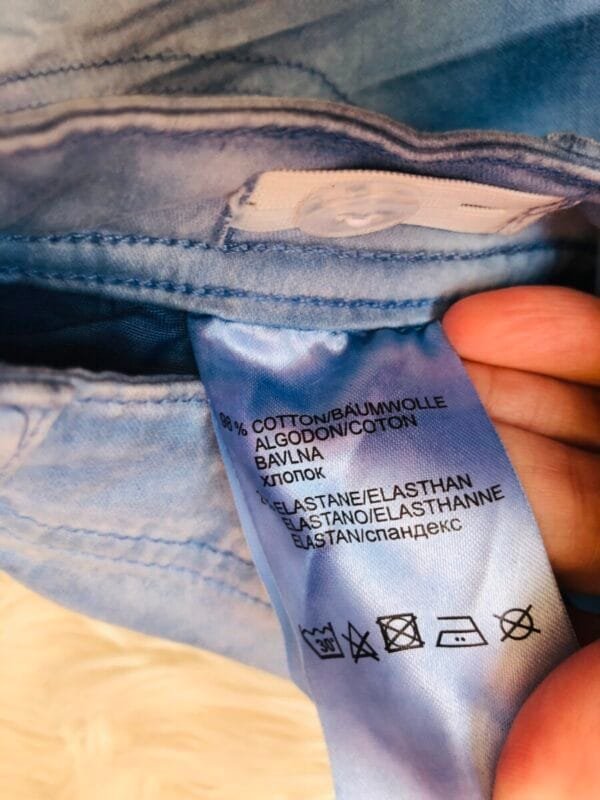 98% COTTON/BAUMWOLLE
ALGODON/COTON
BAVLNA
ХЛОПОК
ELASTANE/ELASTHAN
ELASTANO/ELASTHANNE
ELASTAN/спандекс
30°